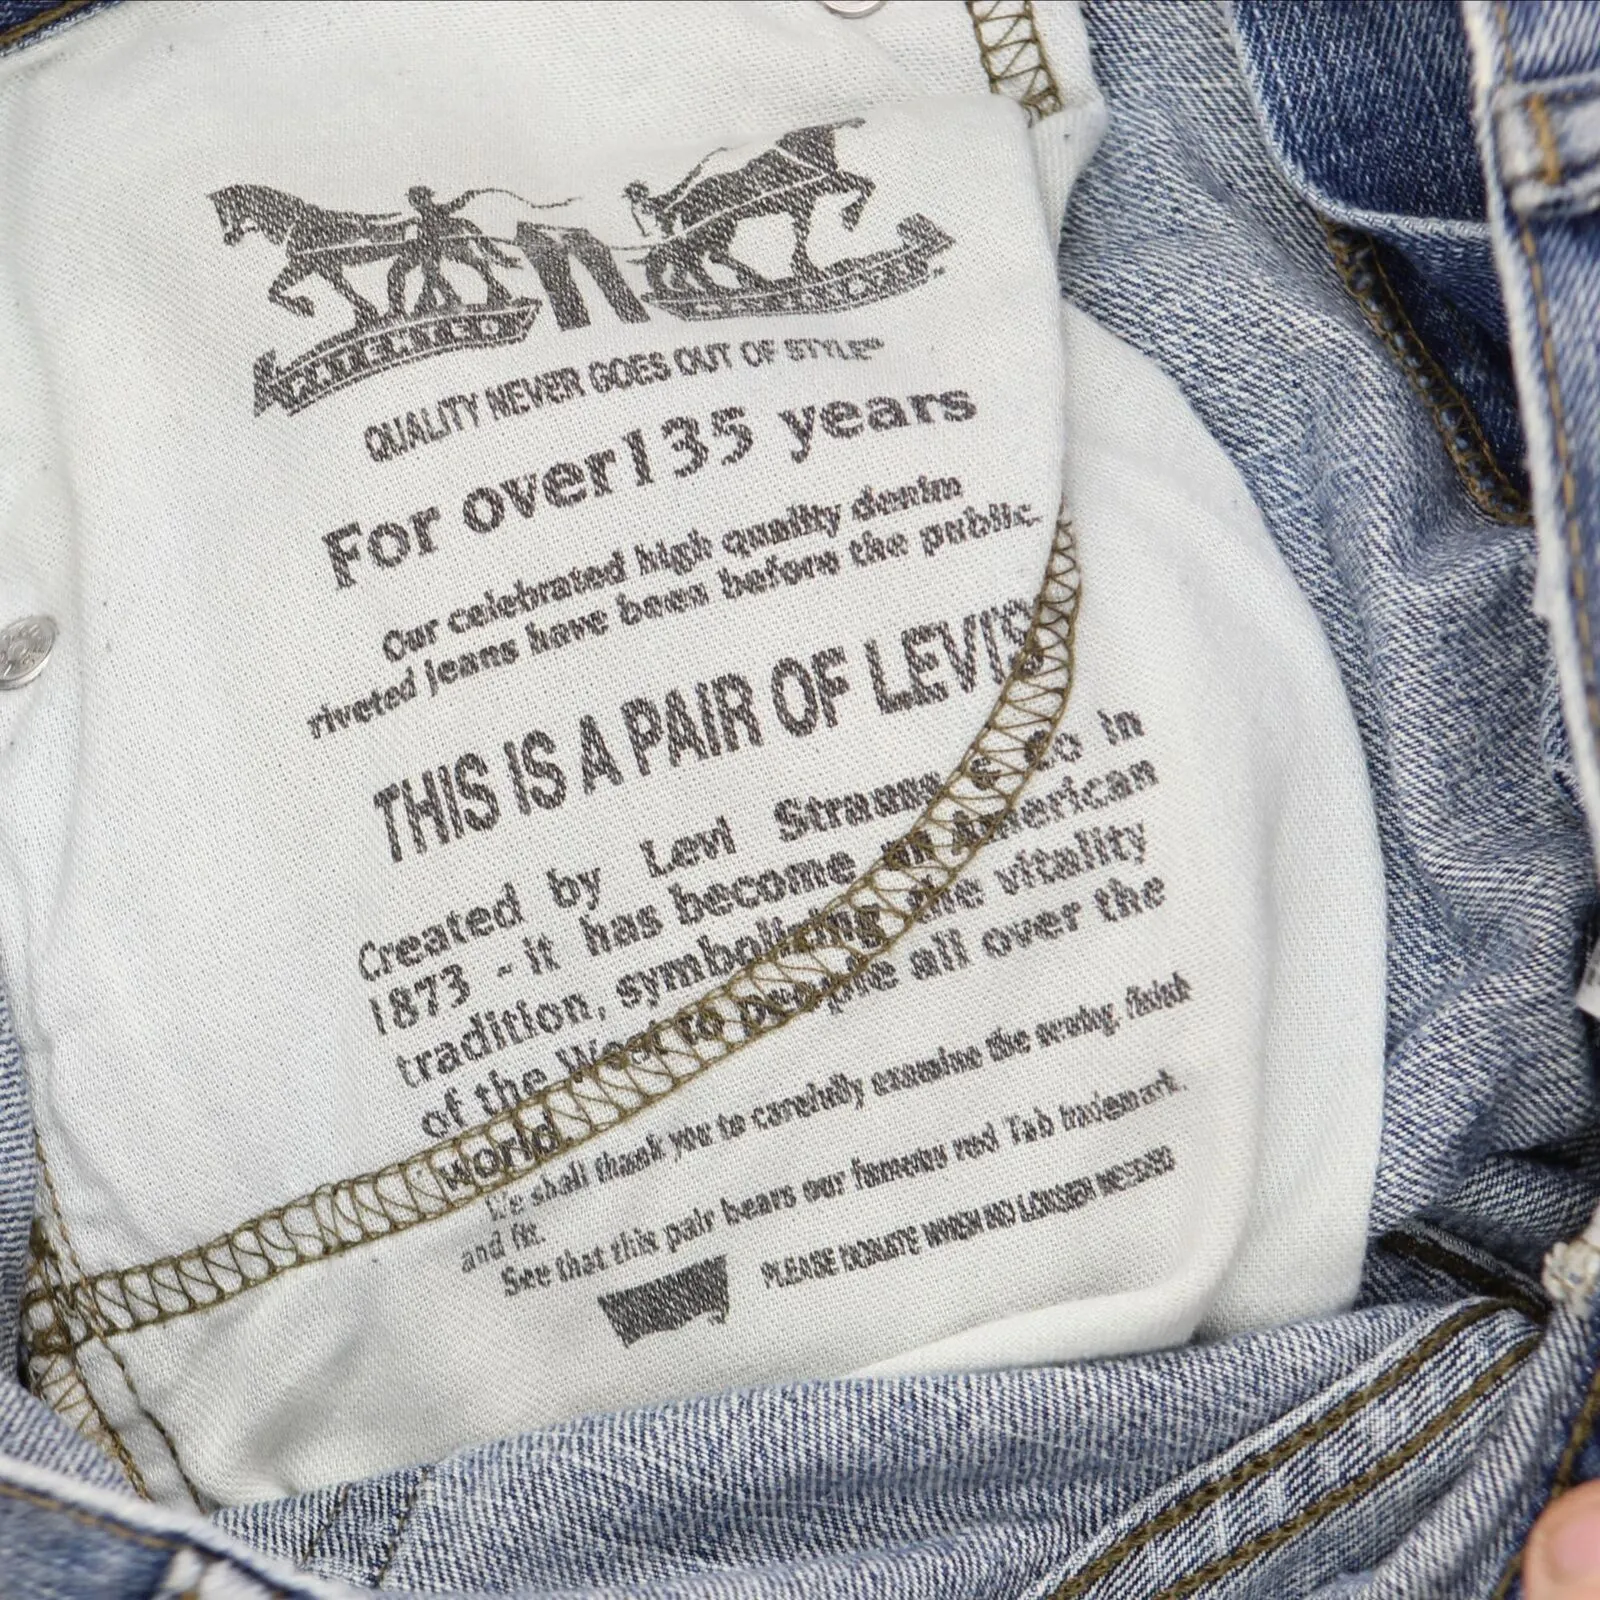 QUALITY NEVER GOES OUT OF STYLE®
For over 135 years
Our celebrated high quality denim
riveted jeans have been before the public.
THIS IS A PAIR OF LEVI'S
Created by Levi Strauss & Co in
1873 - it has become an American
tradition, symbolizing the vitality
of the West to people all over the
world.
We shall thank you to carefully examine the sewing, finish
and fit.
See that this pair bears our famous red Tab trademark.
PLEASE DONATE WHEN NO LONGER NEEDED